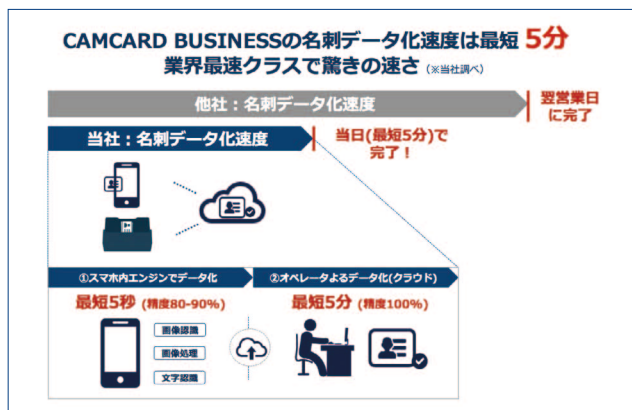 CAMCARD BUSINESSの名刺データ化速度は最短 5分
業界最速クラスで驚きの速さ (※当社調べ)
他社：名刺データ化速度
翌営業日
に完了
当社：名刺データ化速度
当日(最短5分)で
完了！
①スマホ内エンジンでデータ化
②オペレータよるデータ化(クラウド)
最短5秒 (精度80-90%)
最短5分 (精度100%)
画像認識
画像処理
文字認識